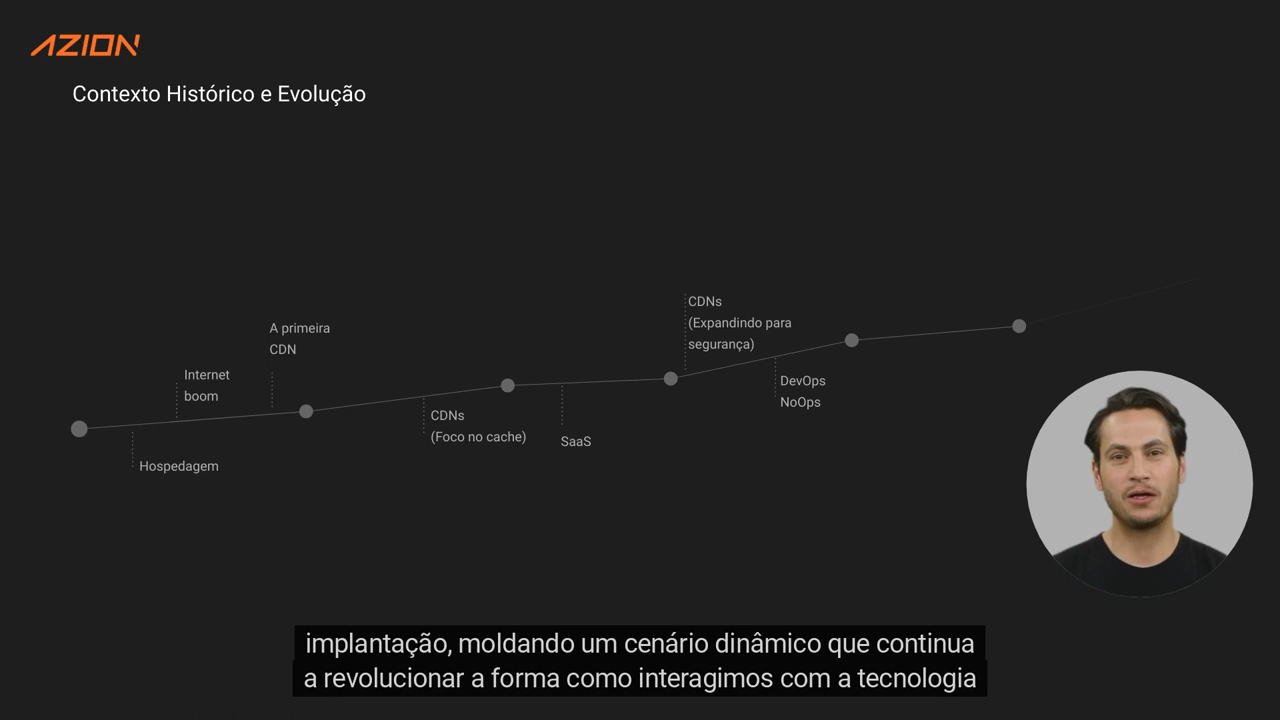 AZION
Contexto Histórico e Evolução
Hospedagem
Internet
boom
A primeira
CDN
CDNs
(Foco no cache)
SaaS
CDNs
(Expandindo para
segurança)
DevOps
NoOps
implantação, moldando um cenário dinâmico que continua
a revolucionar a forma como interagimos com a tecnologia